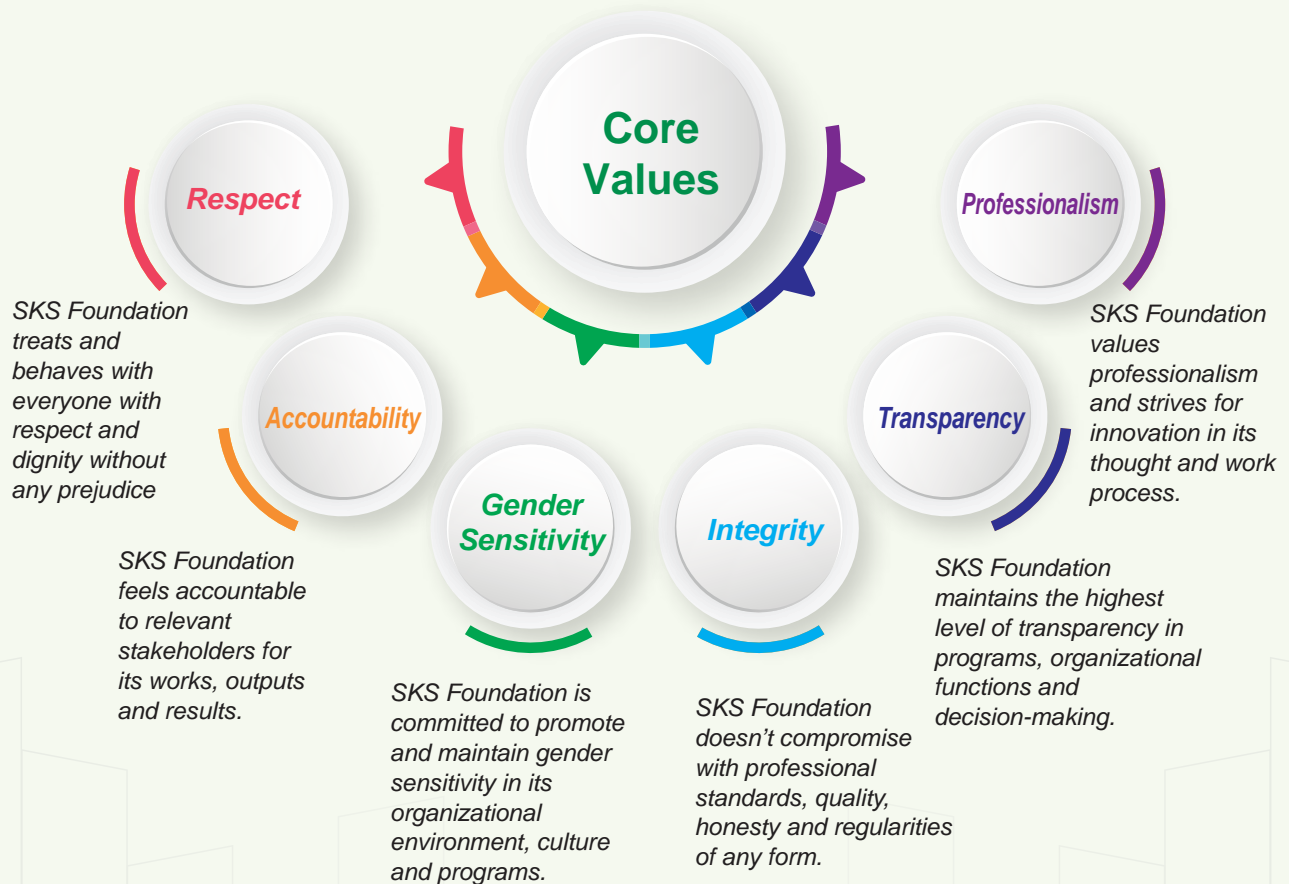 Core
Values
Respect
SKS Foundation
treats and
behaves with
everyone with
respect and
dignity without
any prejudice
Accountability
SKS Foundation
feels accountable
to relevant
stakeholders for
its works, outputs
and results.
Gender
Sensitivity
SKS Foundation is
committed to promote
and maintain gender
sensitivity in its
organizational
environment, culture
and programs.
Integrity
SKS Foundation
doesn’t compromise
with professional
standards, quality,
honesty and regularities
of any form.
Transparency
SKS Foundation
maintains the highest
level of transparency in
programs, organizational
functions and
decision-making.
Professionalism
SKS Foundation
values
professionalism
and strives for
innovation in its
thought and work
process.